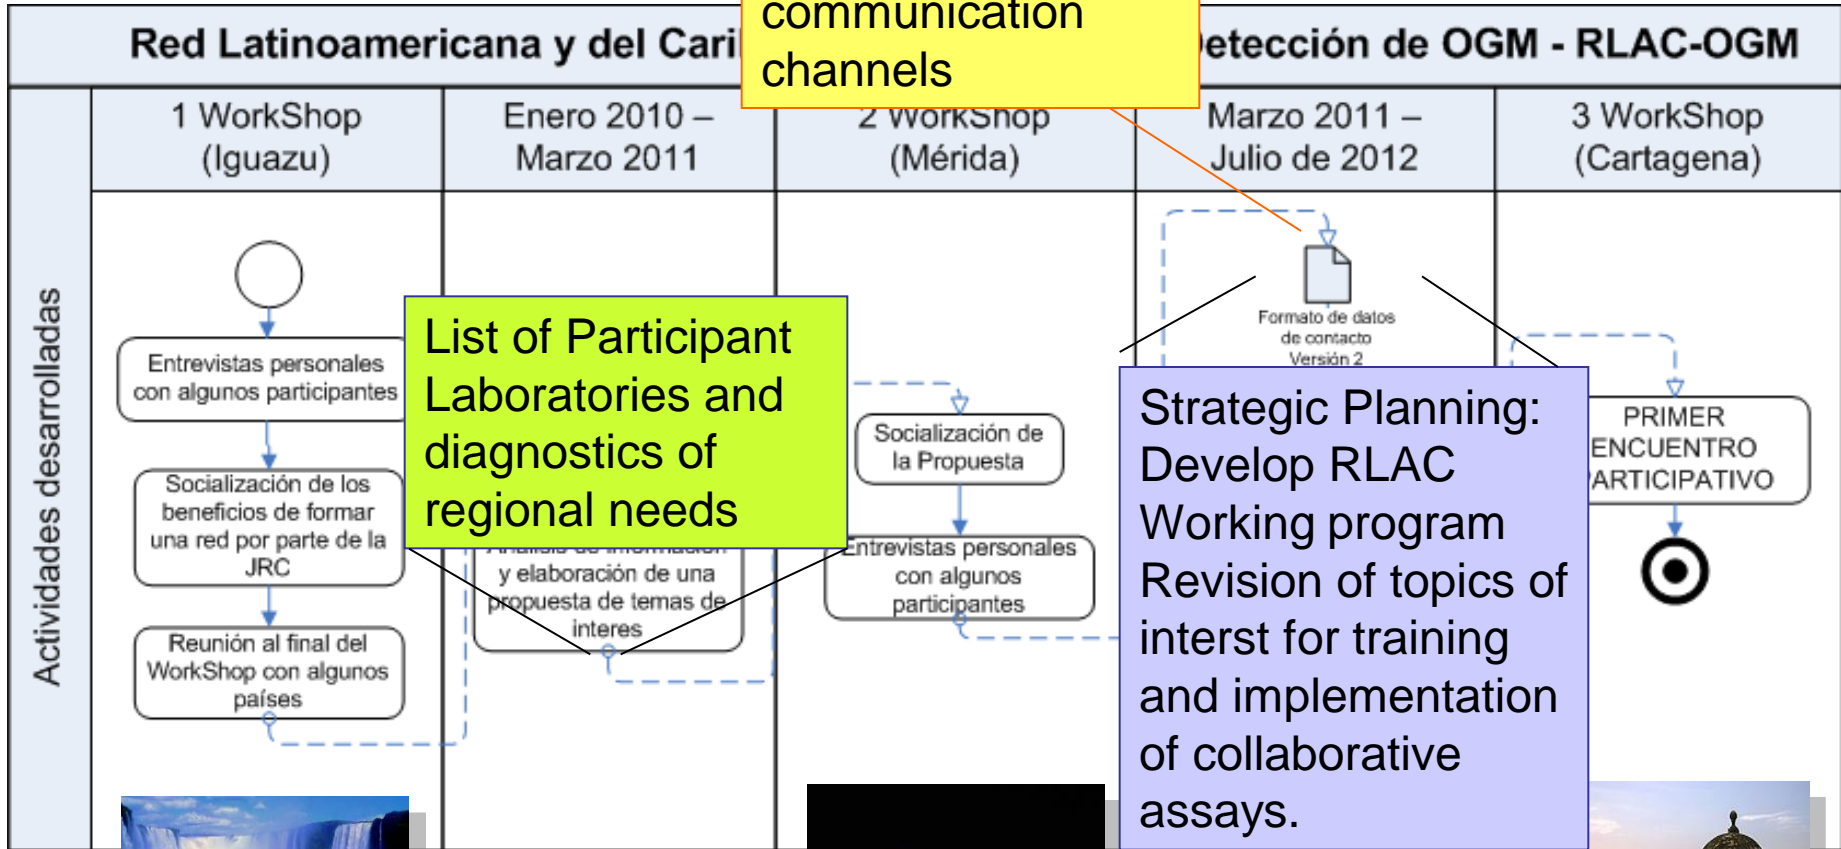 communication
channels
Red Latinoamericana y del
Detección de OGM - RLAC-OGM
1 WorkShop
(Iguazu)
Enero 2010 –
Marzo 2011
2 WorkShop
(Mérida)
Marzo 2011 –
Julio de 2012
3 WorkShop
(Cartagena)
Actividades desarrolladas
Entrevistas personales
con algunos participantes
Socialización de los
beneficios de formar
una red por parte de la
JRC
Reunión al final del
WorkShop con algunos
países
List of Participant
Laboratories and
diagnostics of
regional needs
Análisis de información
y elaboración de una
propuesta de temas de
interes
Socialización de
la Propuesta
Entrevistas personales
con algunos
participantes
Formato de datos
de contacto
Versión 2
Strategic Planning:
Develop RLAC
Working program
Revision of topics of
interst for training
and implementation
of collaborative
assays.
PRIMER
ENCUENTRO
PARTICIPATIVO